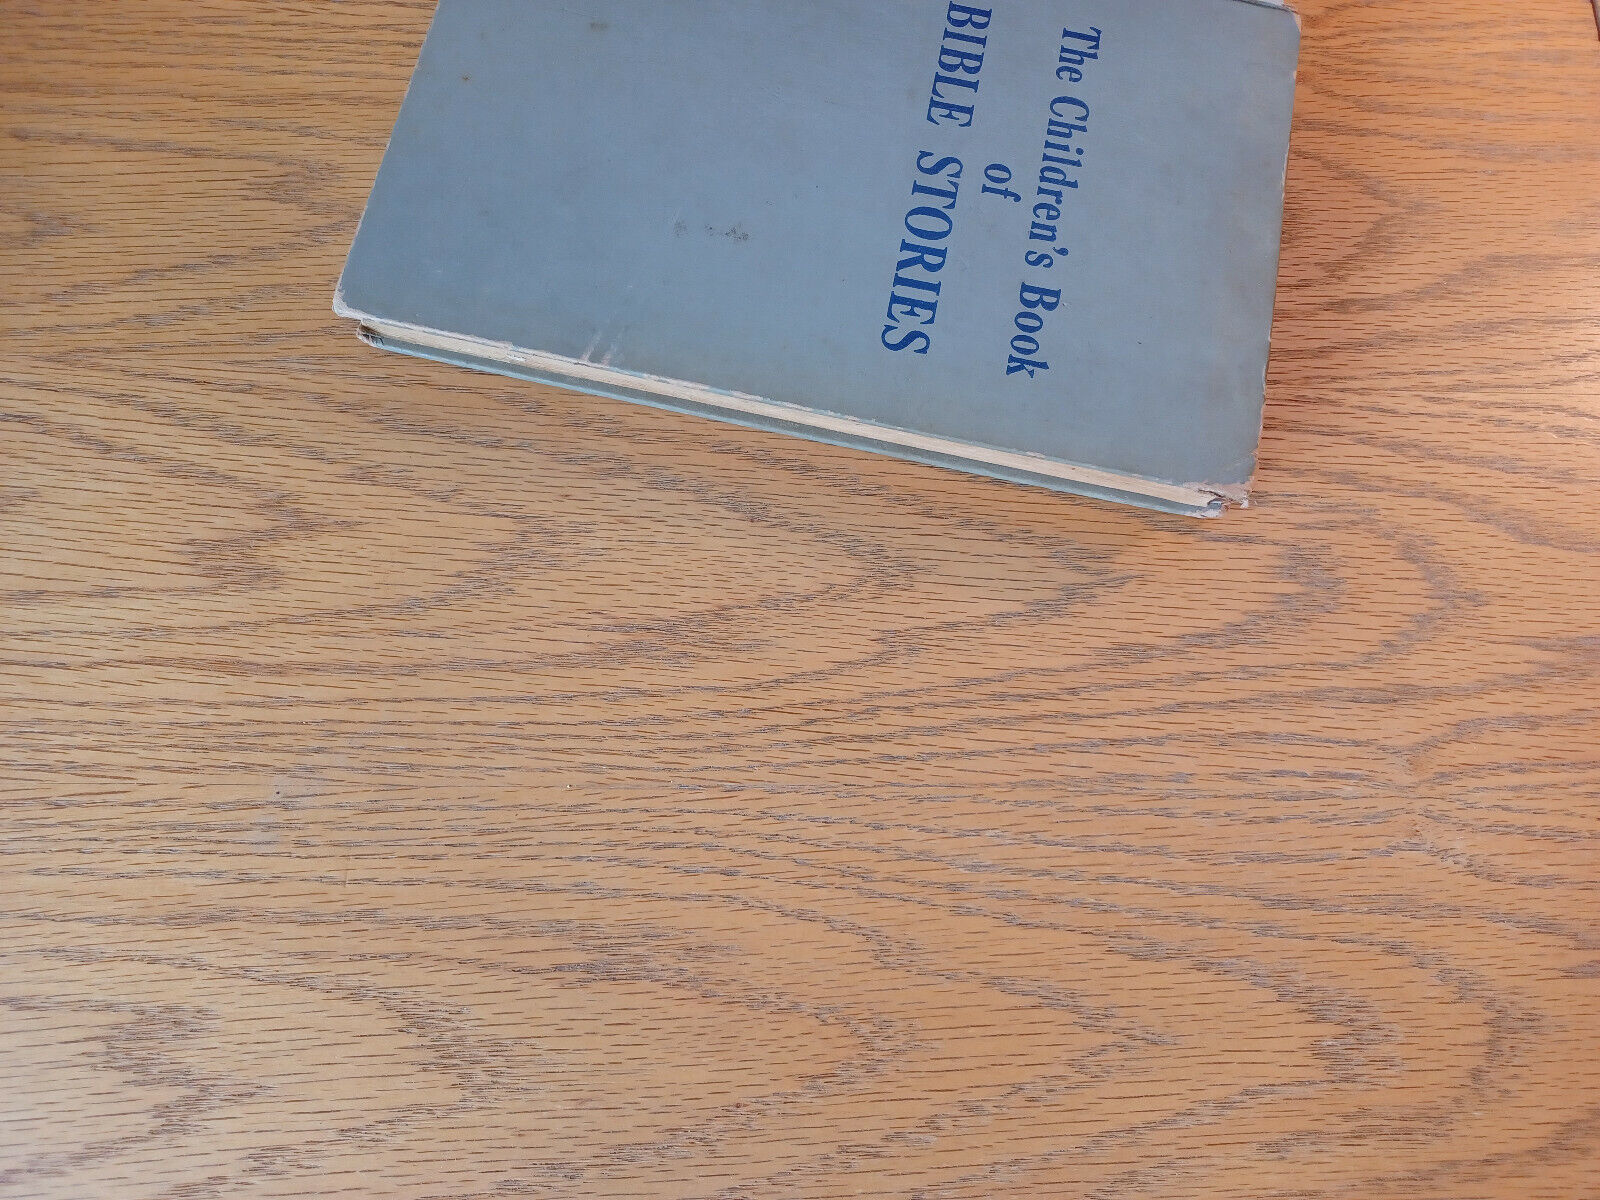 The Children's Book
of
BIBLE STORIES